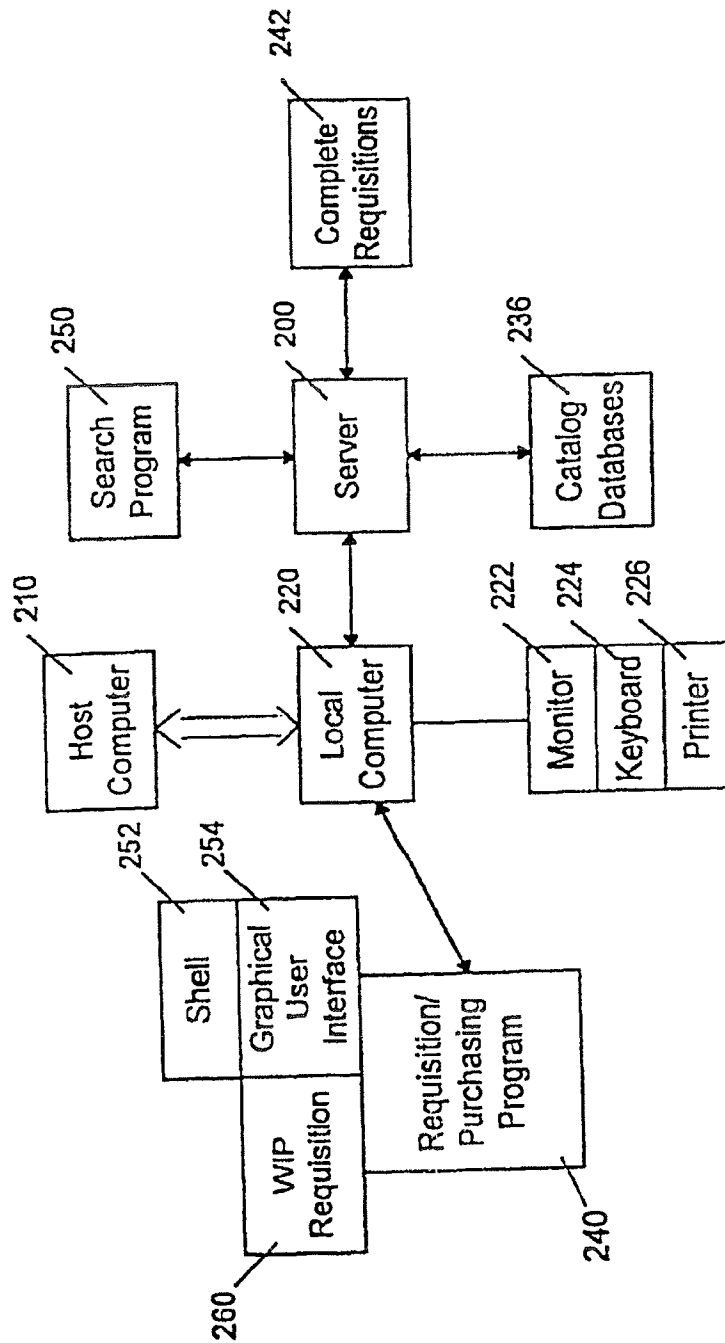 260
WIP
Requisition
252
Shell
254
Graphical
User
Interface
240
Requisition/
Purchasing
Program
210
Host
Computer
220
Local
Computer
222
Monitor
224
Keyboard
226
Printer
250
Search
Program
200
Server
236
Catalog
Databases
242
Complete
Requisitions